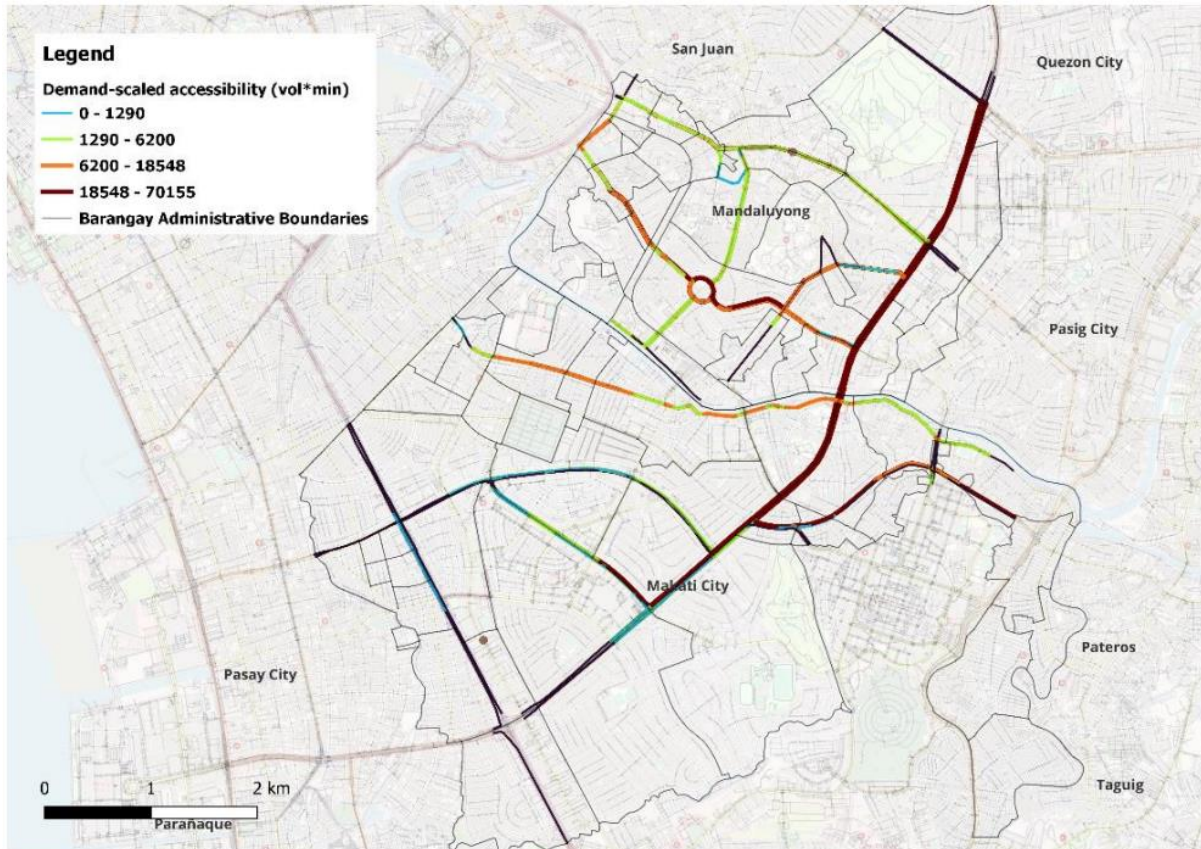 Legend
Demand-scaled accessibility (vol*min)
0 - 1290
1290 - 6200
6200 - 18548
18548 - 70155
Barangay Administrative Boundaries
San Juan
Quezon City
Mandaluyong
Pasig City
Makati City
Pasay City
Pateros
Taguig
0 1 2 km
Parañaque